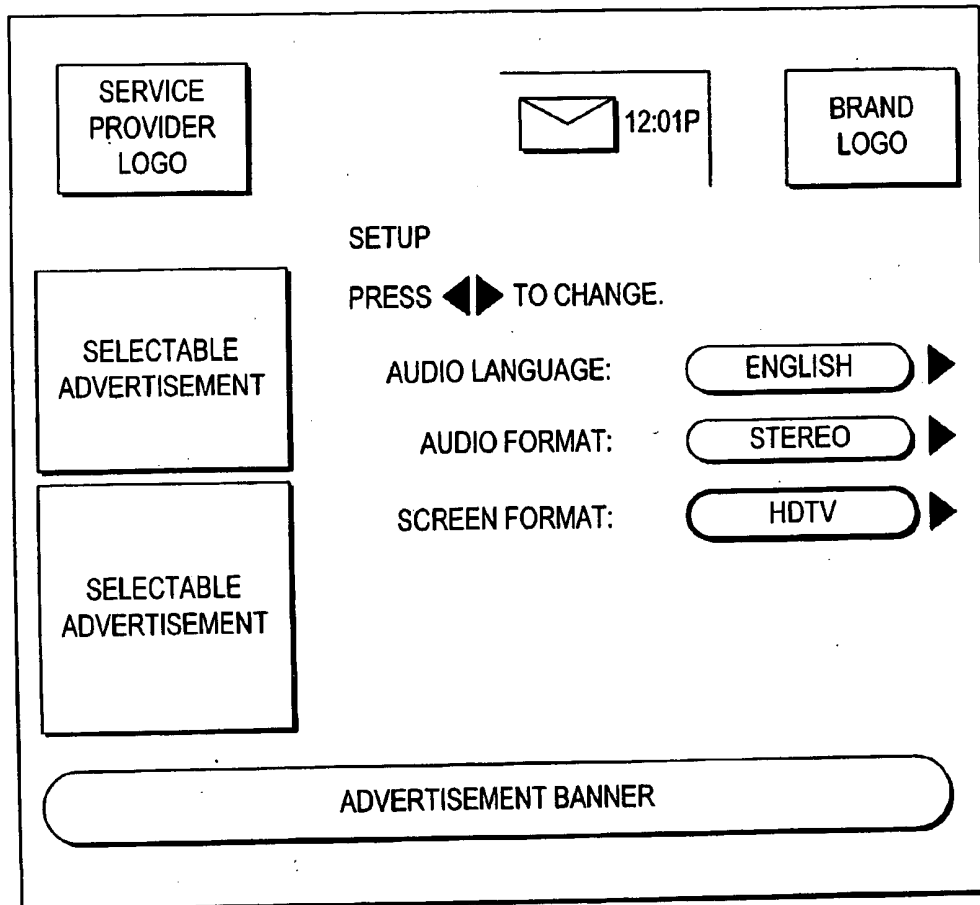 SERVICE
PROVIDER
LOGO
12:01P
BRAND
LOGO
SETUP
PRESS ◀▶ TO CHANGE.
SELECTABLE
ADVERTISEMENT
AUDIO LANGUAGE: ENGLISH ▶
AUDIO FORMAT: STEREO ▶
SCREEN FORMAT: HDTV ▶
SELECTABLE
ADVERTISEMENT
ADVERTISEMENT BANNER